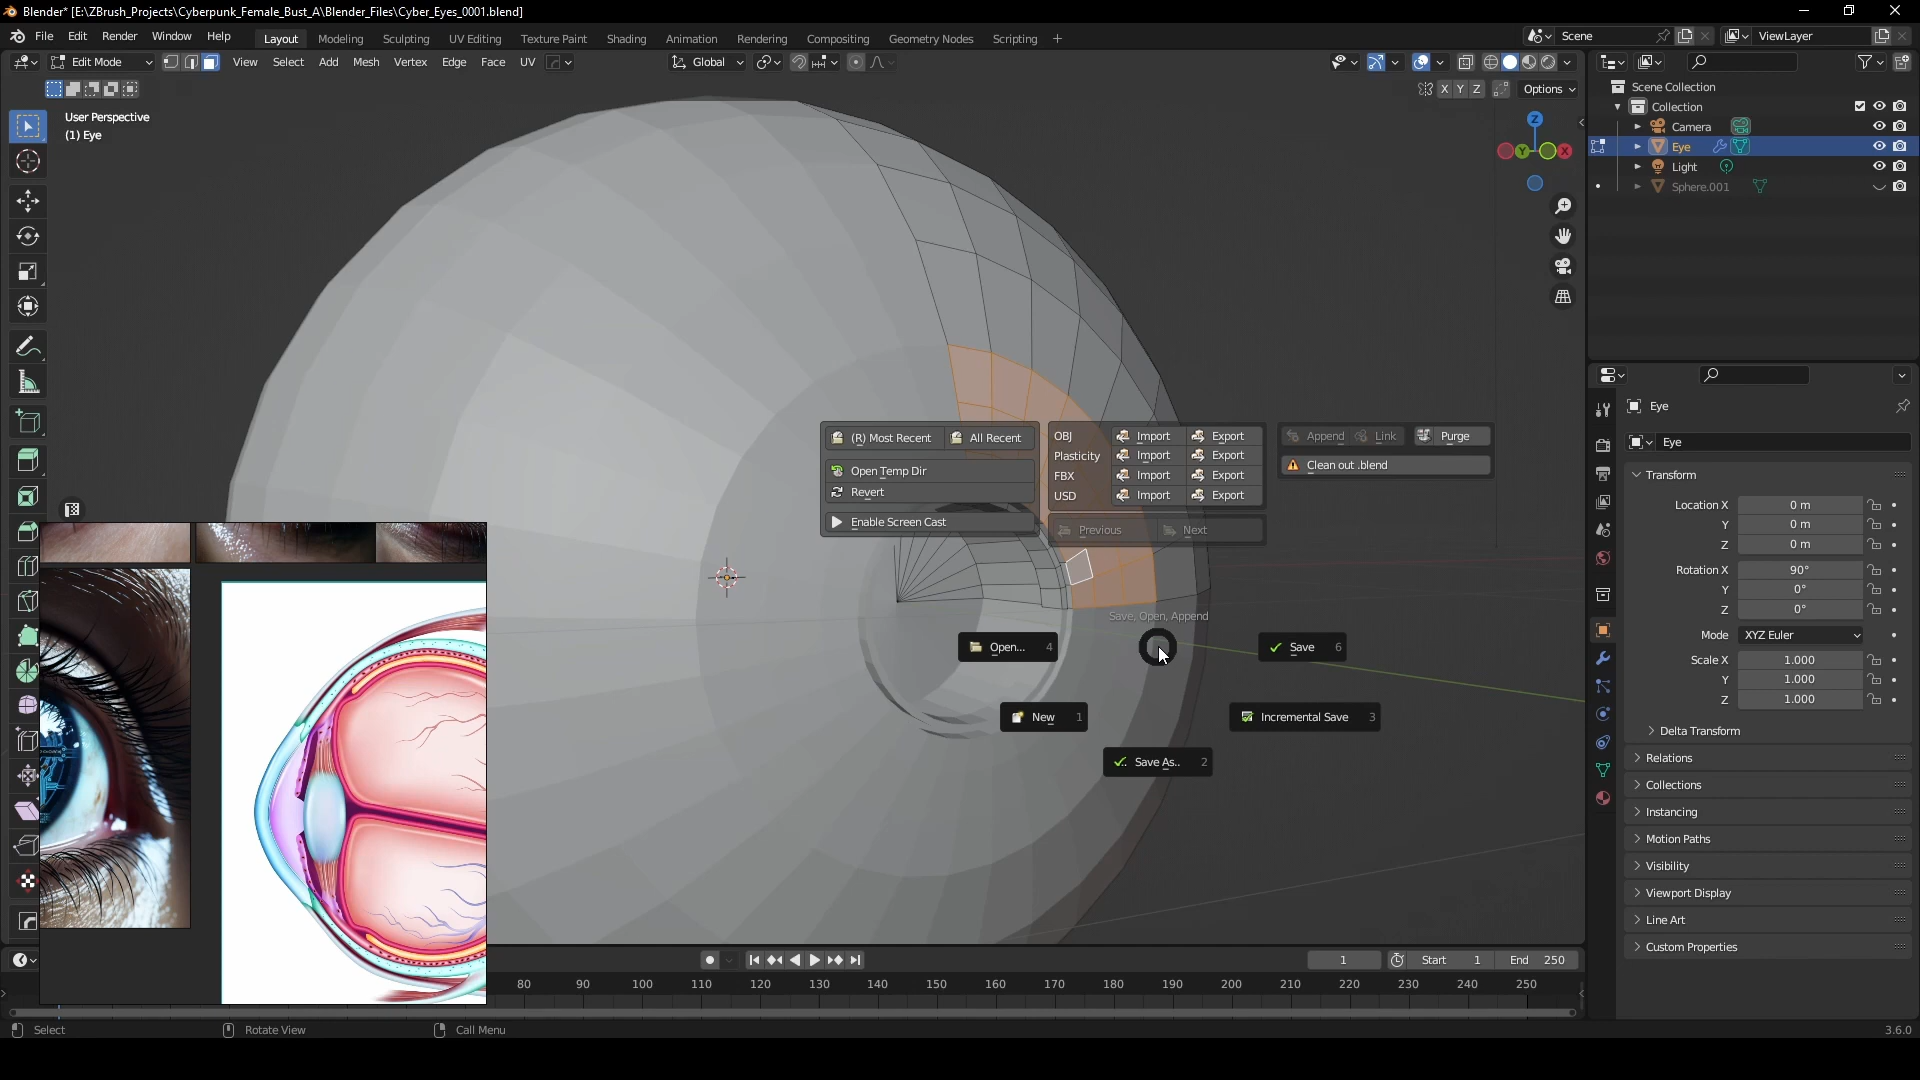 Blender* [E:\ZBrush_Projects\Cyberpunk_Female_Bust_A\Blender_Files\Cyber_Eyes_0001.blend]
File Edit Render Window Help Layout Modeling Sculpting UV Editing Texture Paint Shading Animation Rendering Compositing Geometry Nodes Scripting + Scene ViewLayer
Edit Mode View Select Add Mesh Vertex Edge Face UV Global
X Y Z Options
User Perspective
(1) Eye
Z
Y X
Scene Collection
Collection
Camera
Eye
Light
Sphere.001
(R) Most Recent All Recent
Open Temp Dir
Revert
Enable Screen Cast
OBJ Import Export
Plasticity Import Export
FBX Import Export
USD Import Export
Previous Next
Append Link Purge
Clean out .blend
Save, Open, Append
Open... 4
Save 6
New 1
Incremental Save 3
Save As.. 2
Eye
Eye
Transform
Location X 0 m
Y 0 m
Z 0 m
Rotation X 90°
Y 0°
Z 0°
Mode XYZ Euler
Scale X 1.000
Y 1.000
Z 1.000
Delta Transform
Relations
Collections
Instancing
Motion Paths
Visibility
Viewport Display
Line Art
Custom Properties
1 Start 1 End 250
80 90 100 110 120 130 140 150 160 170 180 190 200 210 220 230 240 250
Select Rotate View Call Menu 3.6.0